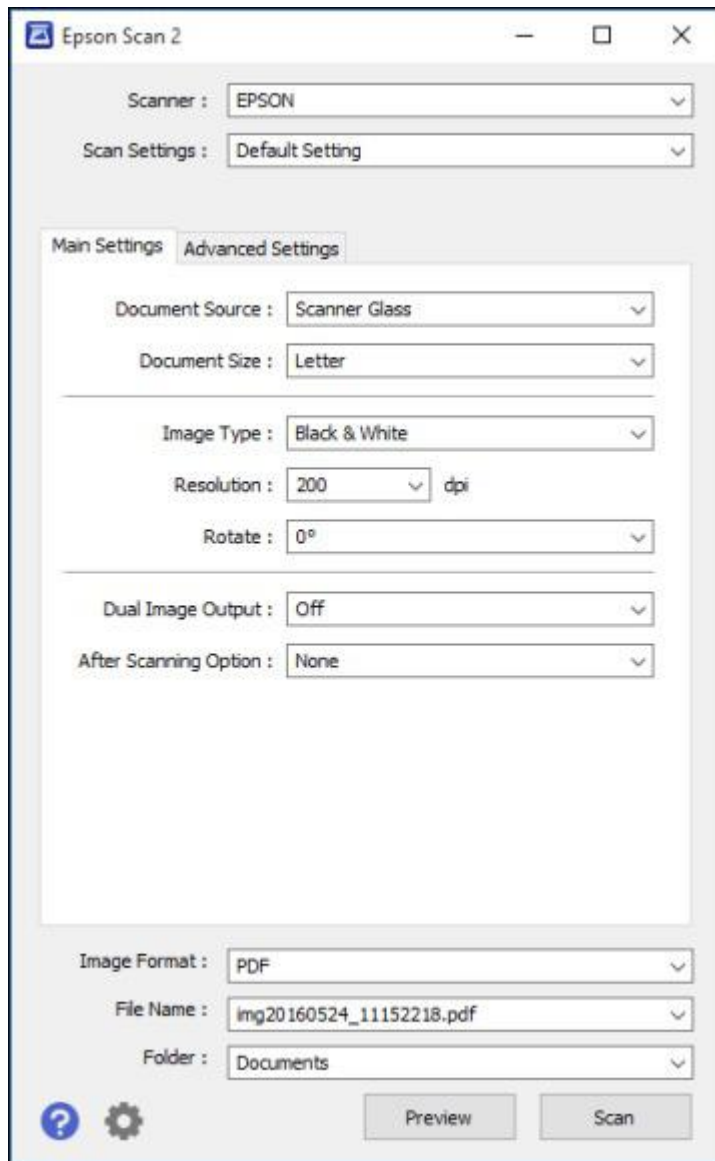 Epson Scan 2
Scanner : EPSON
Scan Settings : Default Setting
Main Settings Advanced Settings
Document Source : Scanner Glass
Document Size : Letter
Image Type : Black & White
Resolution : 200 dpi
Rotate : 0°
Dual Image Output : Off
After Scanning Option : None
Image Format : PDF
File Name : img20160524_11152218.pdf
Folder : Documents
? Preview Scan